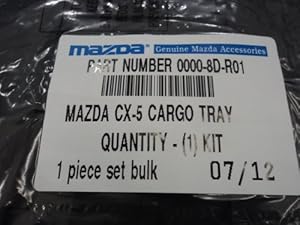 mazda Genuine Mazda Accessories
PART NUMBER 0000-8D-R01
MAZDA CX-5 CARGO TRAY
QUANTITY - (1) KIT
1 piece set bulk 07/12